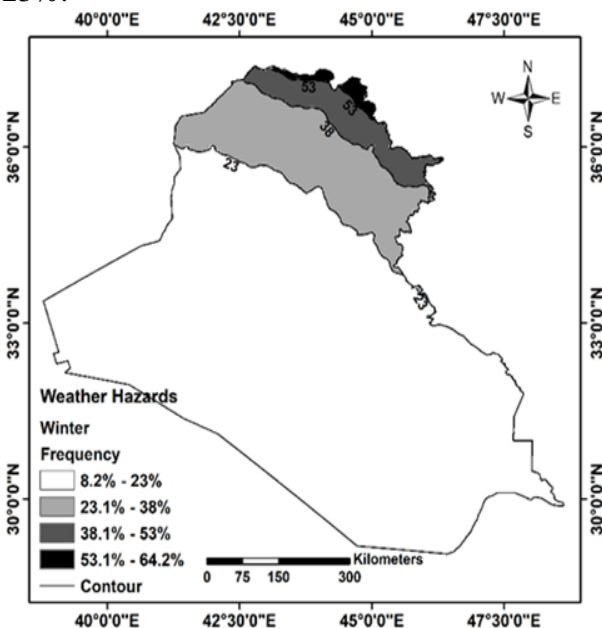 25%.
40°0'0"E 42°30'0"E 45°0'0"E 47°30'0"E
N
W E
S
53
53
38
23
23
36°0'0"N 36°0'0"N
33°0'0"N 33°0'0"N
30°0'0"N 30°0'0"N
Weather Hazards
Winter
Frequency
8.2% - 23%
23.1% - 38%
38.1% - 53%
53.1% - 64.2%
Contour
Kilometers
0 75 150 300
40°0'0"E 42°30'0"E 45°0'0"E 47°30'0"E